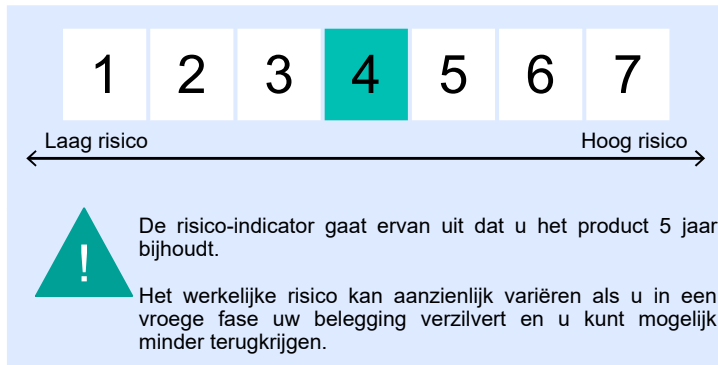 1 2 3 4 5 6 7
Laag risico Hoog risico
De risico-indicator gaat ervan uit dat u het product 5 jaar
bijhoudt.
!
Het werkelijke risico kan aanzienlijk variëren als u in een
vroege fase uw belegging verzilvert en u kunt mogelijk
minder terugkrijgen.